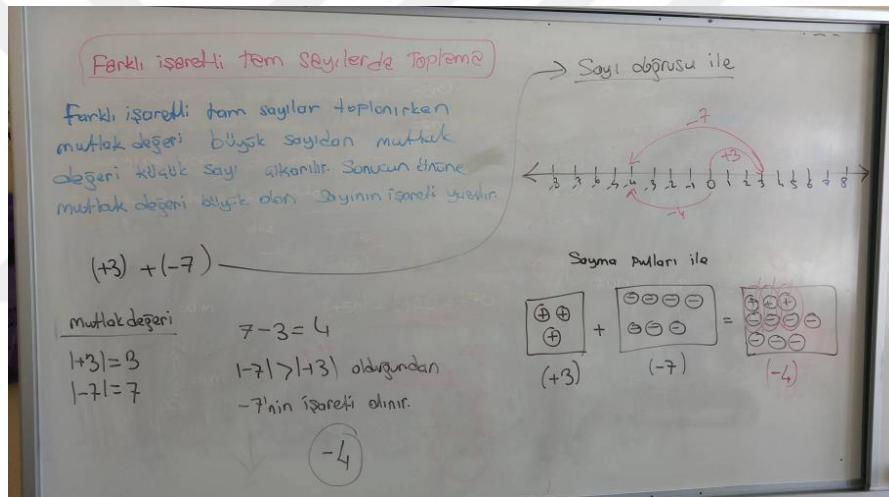 Farklı işaretli tam sayılarda Toplama
Farklı işaretli tam sayılar toplanırken
mutlak değeri büyük sayıdan mutlak
değeri küçük sayı çıkarılır. Sonucun önüne
mutlak değeri büyük olan sayının işareti yazılır.
(+3) + (-7)
mutlak değeri
|+3|=3
|-7|=7
7-3=4
|-7|>|+3| olduğundan
-7'nin işareti alınır.
-4
Sayı doğrusu ile
-7
+3
0 1 2 3 4 5 6 7 8
-4
Sayma pulları ile
+ + +
+
- - - - - - -
=
+ + + - - - - - - -
(+3) (-7) (-4)